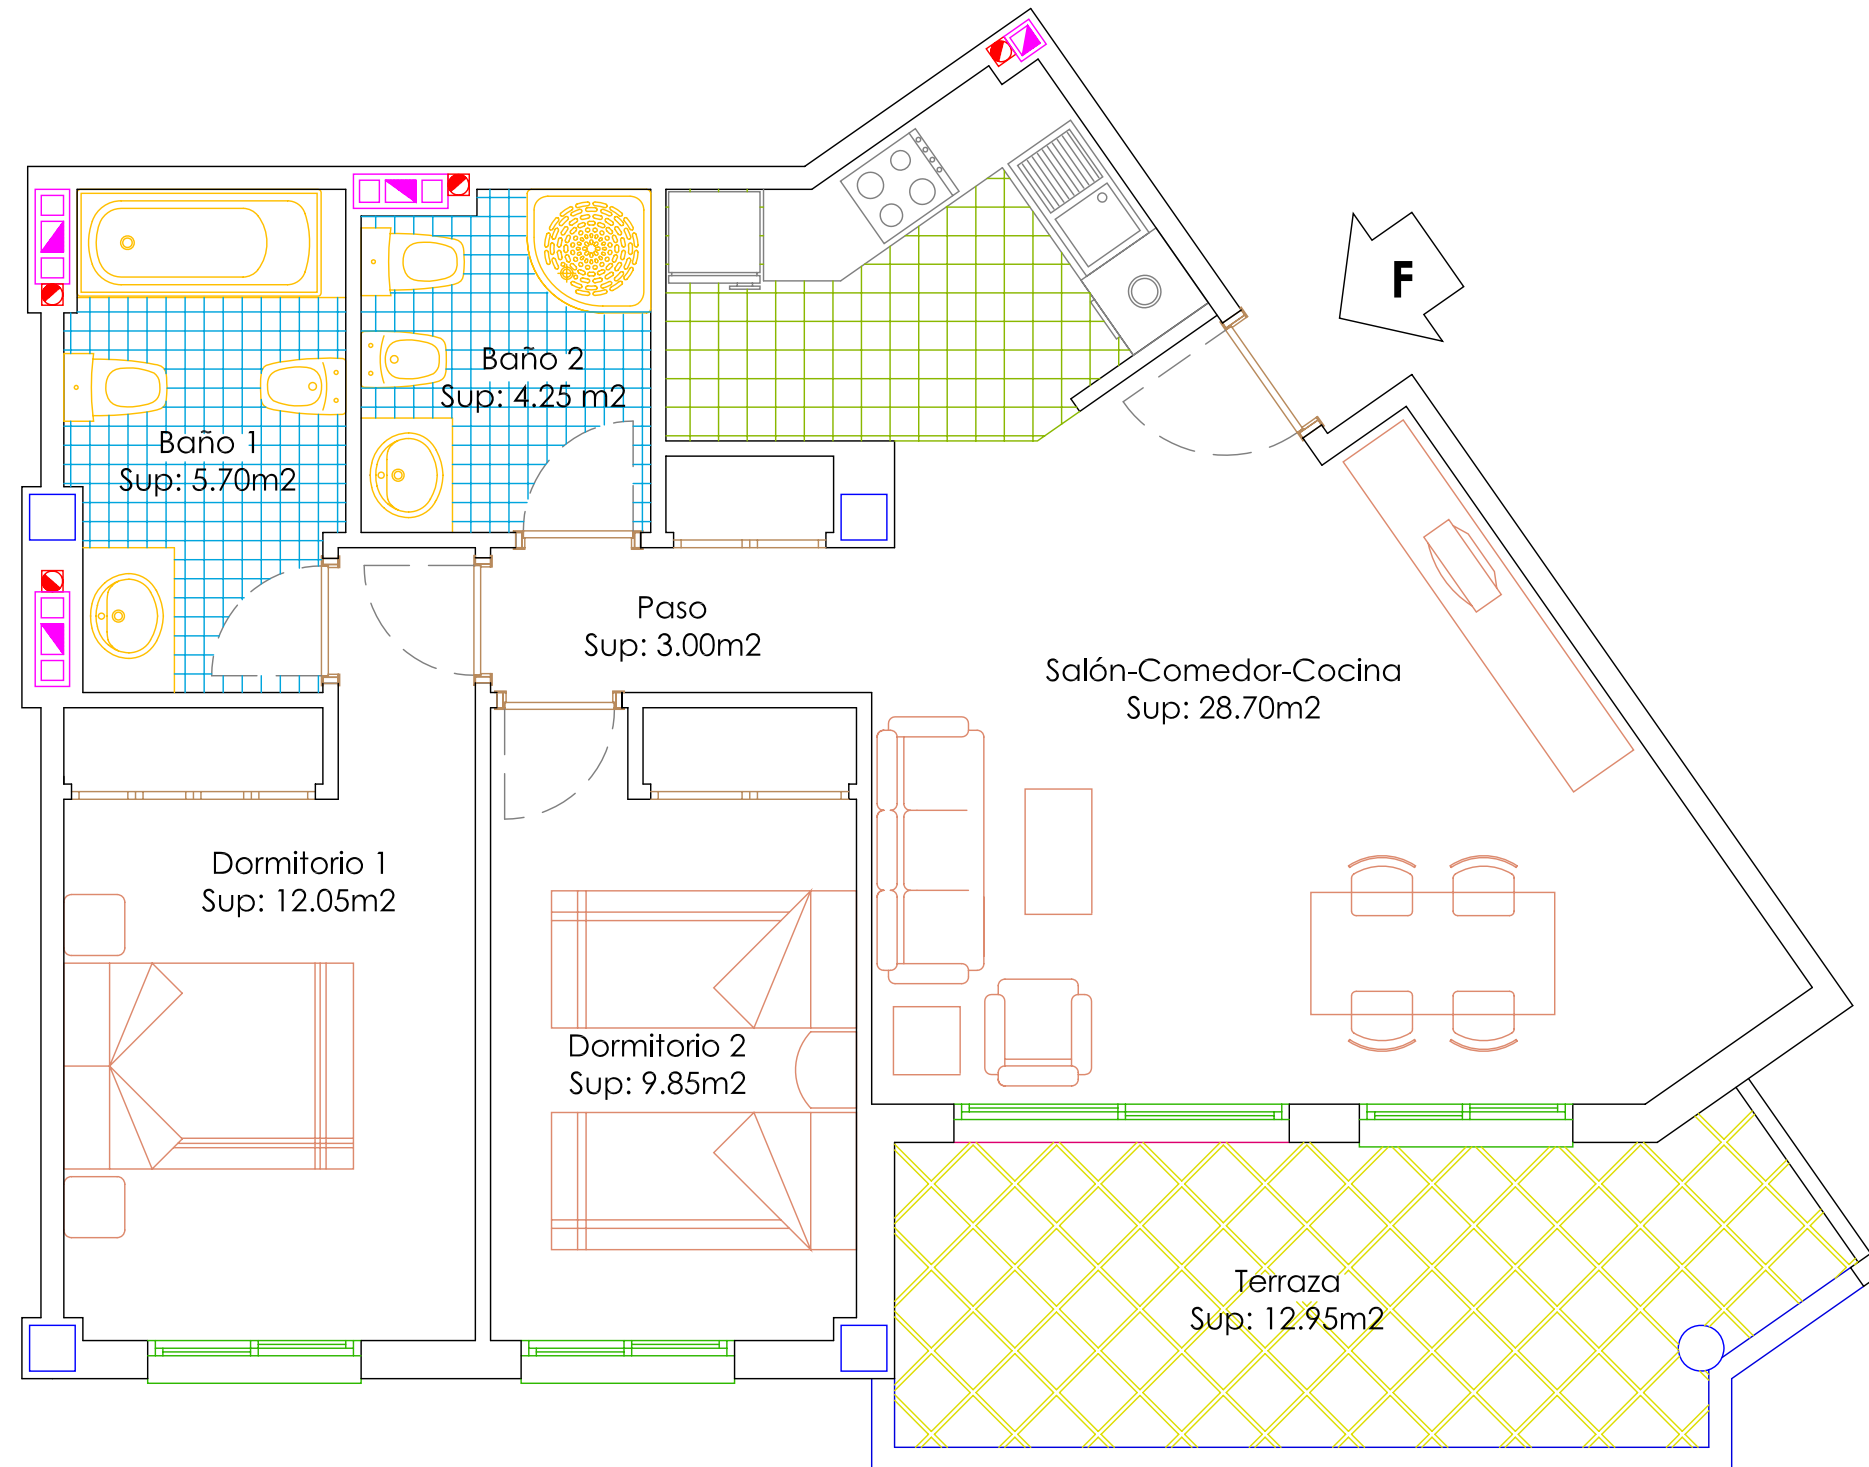 F
Baño 2
Sup: 4.25 m2
Baño 1
Sup: 5.70m2
Paso
Sup: 3.00m2
Salón-Comedor-Cocina
Sup: 28.70m2
Dormitorio 1
Sup: 12.05m2
Dormitorio 2
Sup: 9.85m2
Terraza
Sup: 12.95m2